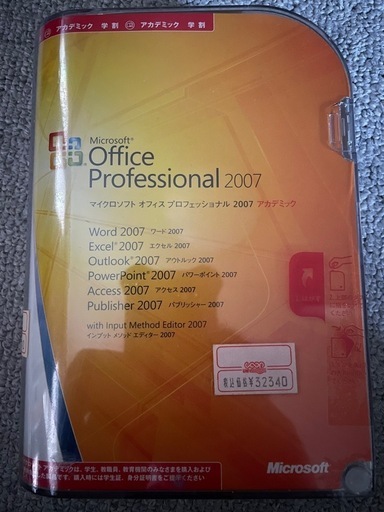 アカデミック 学割 アカデミック 学割
Microsoft®
Office
Professional 2007
マイクロソフト オフィス プロフェッショナル 2007 アカデミック
Word 2007 ワード 2007
Excel® 2007 エクセル 2007
Outlook® 2007 アウトルック 2007
PowerPoint® 2007 パワーポイント 2007
Access 2007 アクセス 2007
Publisher 2007 パブリッシャー 2007
with Input Method Editor 2007
インプット メソッド エディター 2007
税込価格 ¥32340
アカデミックは、学生、教職員、教育機関のみなさまを購入および
購入時には学生証、身分証明書をご提示ください
Microsoft